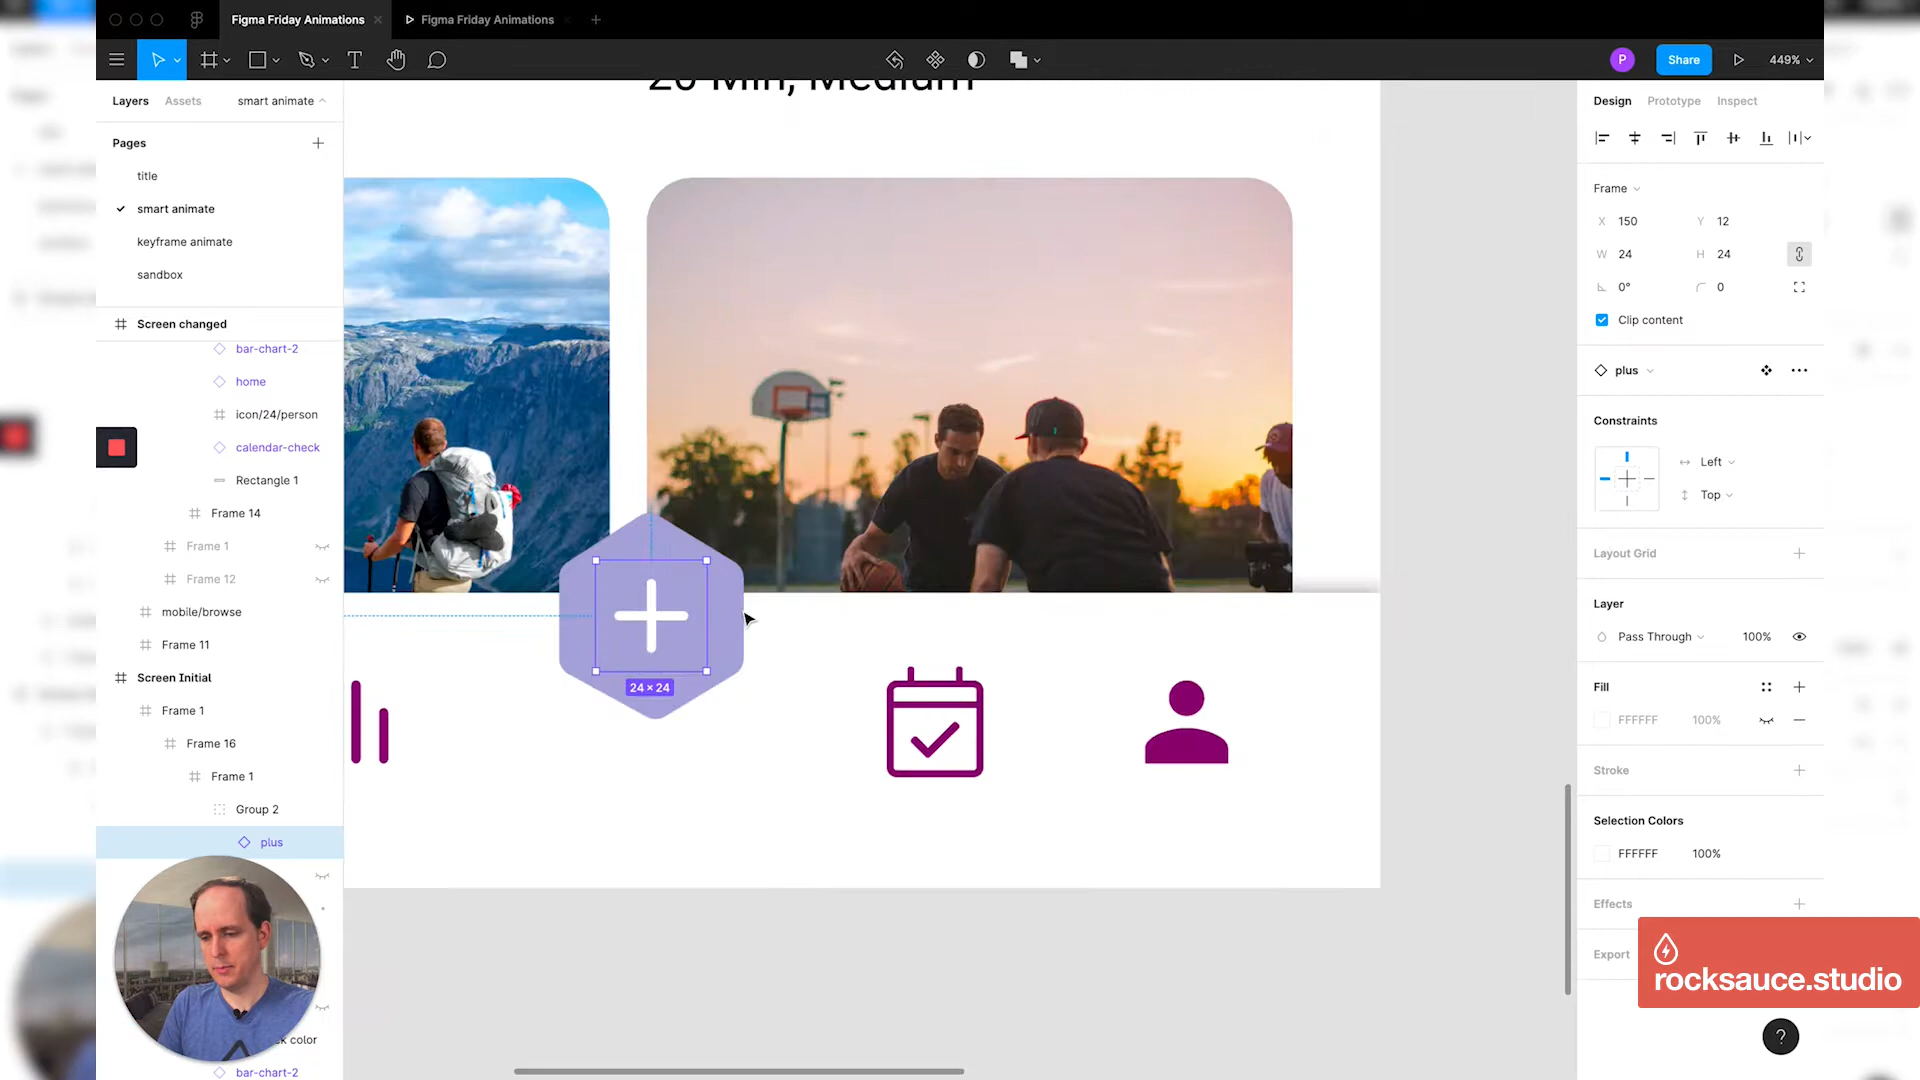 Figma Friday Animations
Figma Friday Animations
P
Share
449%
Layers
Assets
smart animate
Pages
title
smart animate
keyframe animate
sandbox
Screen changed
bar-chart-2
home
icon/24/person
calendar-check
Rectangle 1
Frame 14
Frame 1
Frame 12
mobile/browse
Frame 11
Screen Initial
Frame 1
Frame 16
Frame 1
Group 2
plus
color
bar-chart-2
20 Min, Medium
24 × 24
Design
Prototype
Inspect
Frame
X 150
Y 12
W 24
H 24
0°
0
Clip content
plus
Constraints
Left
Top
Layout Grid
Layer
Pass Through
100%
Fill
FFFFFF
100%
Stroke
Selection Colors
FFFFFF
100%
Effects
Export
rocksauce.studio
?